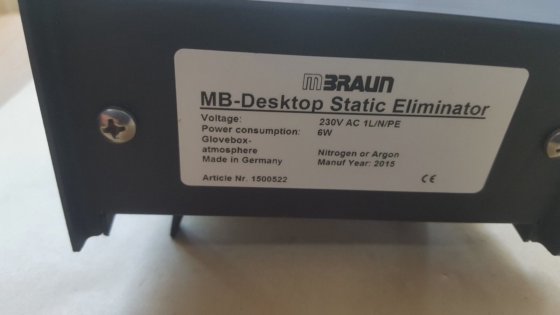 mBRAUN
MB-Desktop Static Eliminator
Voltage: 230V AC 1L/N/PE
Power consumption: 6W
Glovebox-
atmosphere Nitrogen or Argon
Made in Germany Manuf Year: 2015
Article Nr. 1500522 CE